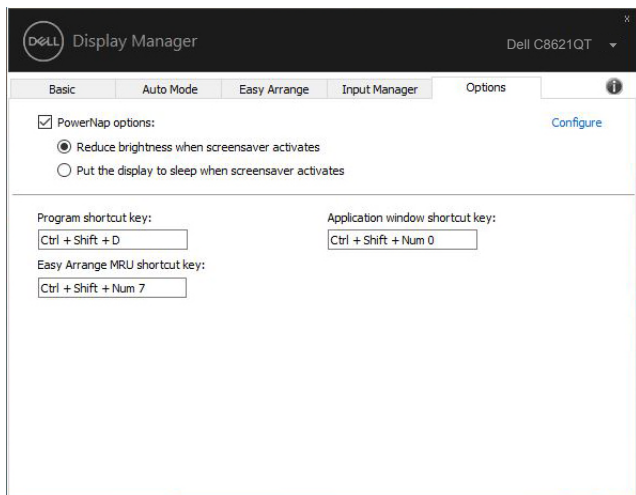 x
DELL Display Manager
Dell C8621QT
Basic Auto Mode Easy Arrange Input Manager Options
PowerNap options:
Configure
Reduce brightness when screensaver activates
Put the display to sleep when screensaver activates
Program shortcut key:
Application window shortcut key:
Ctrl + Shift + D
Ctrl + Shift + Num 0
Easy Arrange MRU shortcut key:
Ctrl + Shift + Num 7